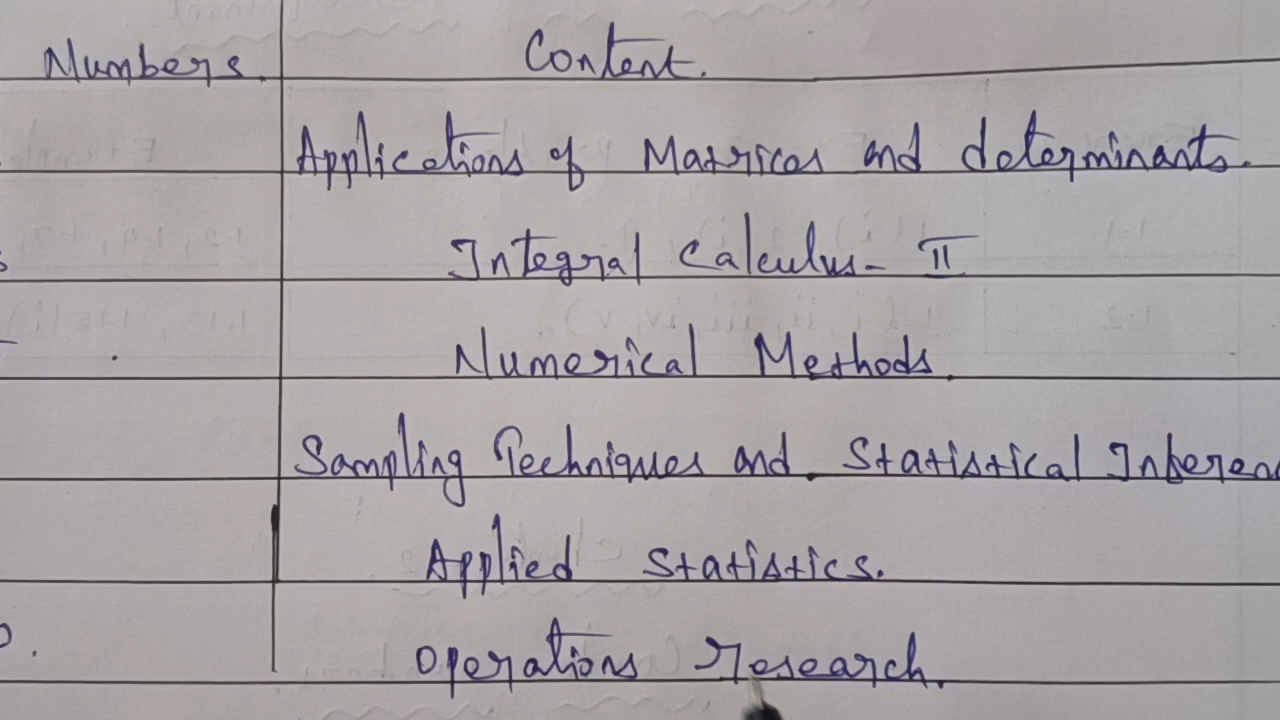 Numbers. Content.
Applications of Matrices and determinants.
Integral Calculus - II
Numerical Methods.
Sampling Techniques and Statistical
Applied Statistics.
Operations research.